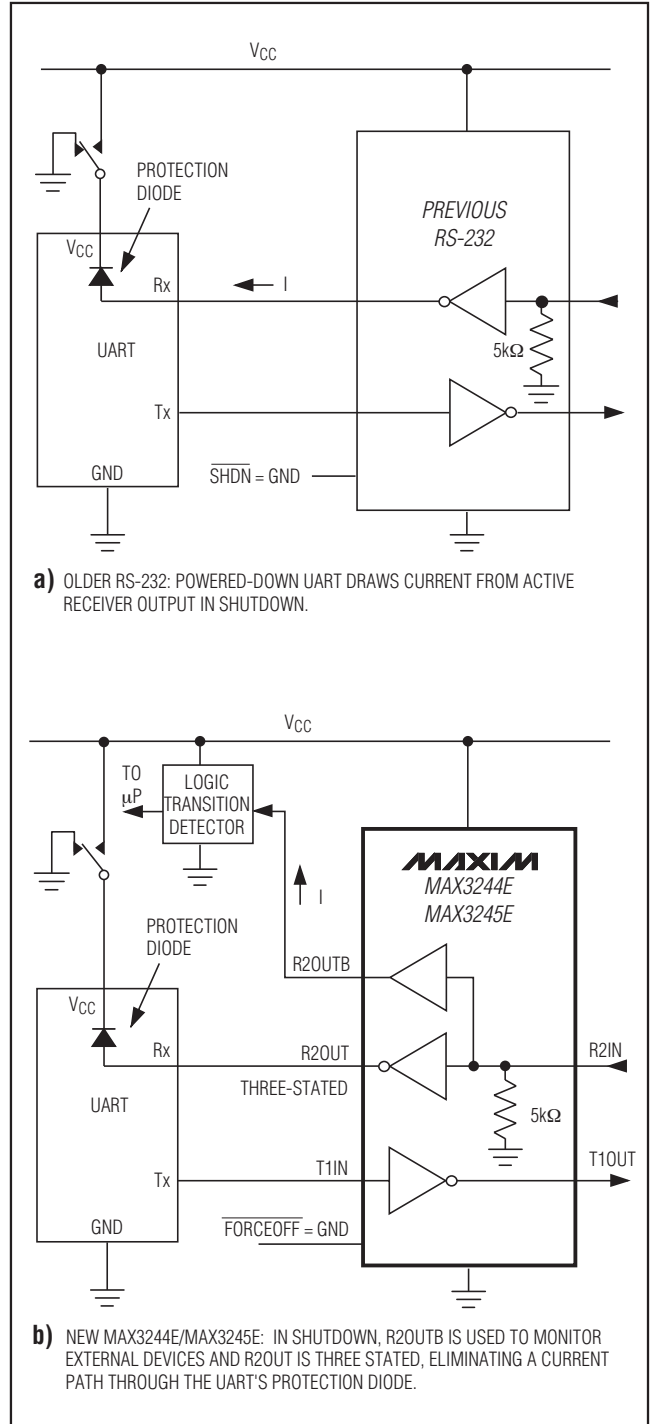 VCC
PROTECTION
DIODE
PREVIOUS
RS-232
VCC
Rx
I
UART
5kΩ
Tx
GND
SHDN = GND
a) OLDER RS-232: POWERED-DOWN UART DRAWS CURRENT FROM ACTIVE
RECEIVER OUTPUT IN SHUTDOWN.
VCC
TO
μP
LOGIC
TRANSITION
DETECTOR
MAXIM
MAX3244E
MAX3245E
I
PROTECTION
DIODE
R2OUTB
VCC
Rx
R2OUT
R2IN
THREE-STATED
UART
5kΩ
Tx
T1IN
T1OUT
GND
FORCEOFF = GND
b) NEW MAX3244E/MAX3245E: IN SHUTDOWN, R2OUTB IS USED TO MONITOR
EXTERNAL DEVICES AND R2OUT IS THREE STATED, ELIMINATING A CURRENT
PATH THROUGH THE UART'S PROTECTION DIODE.